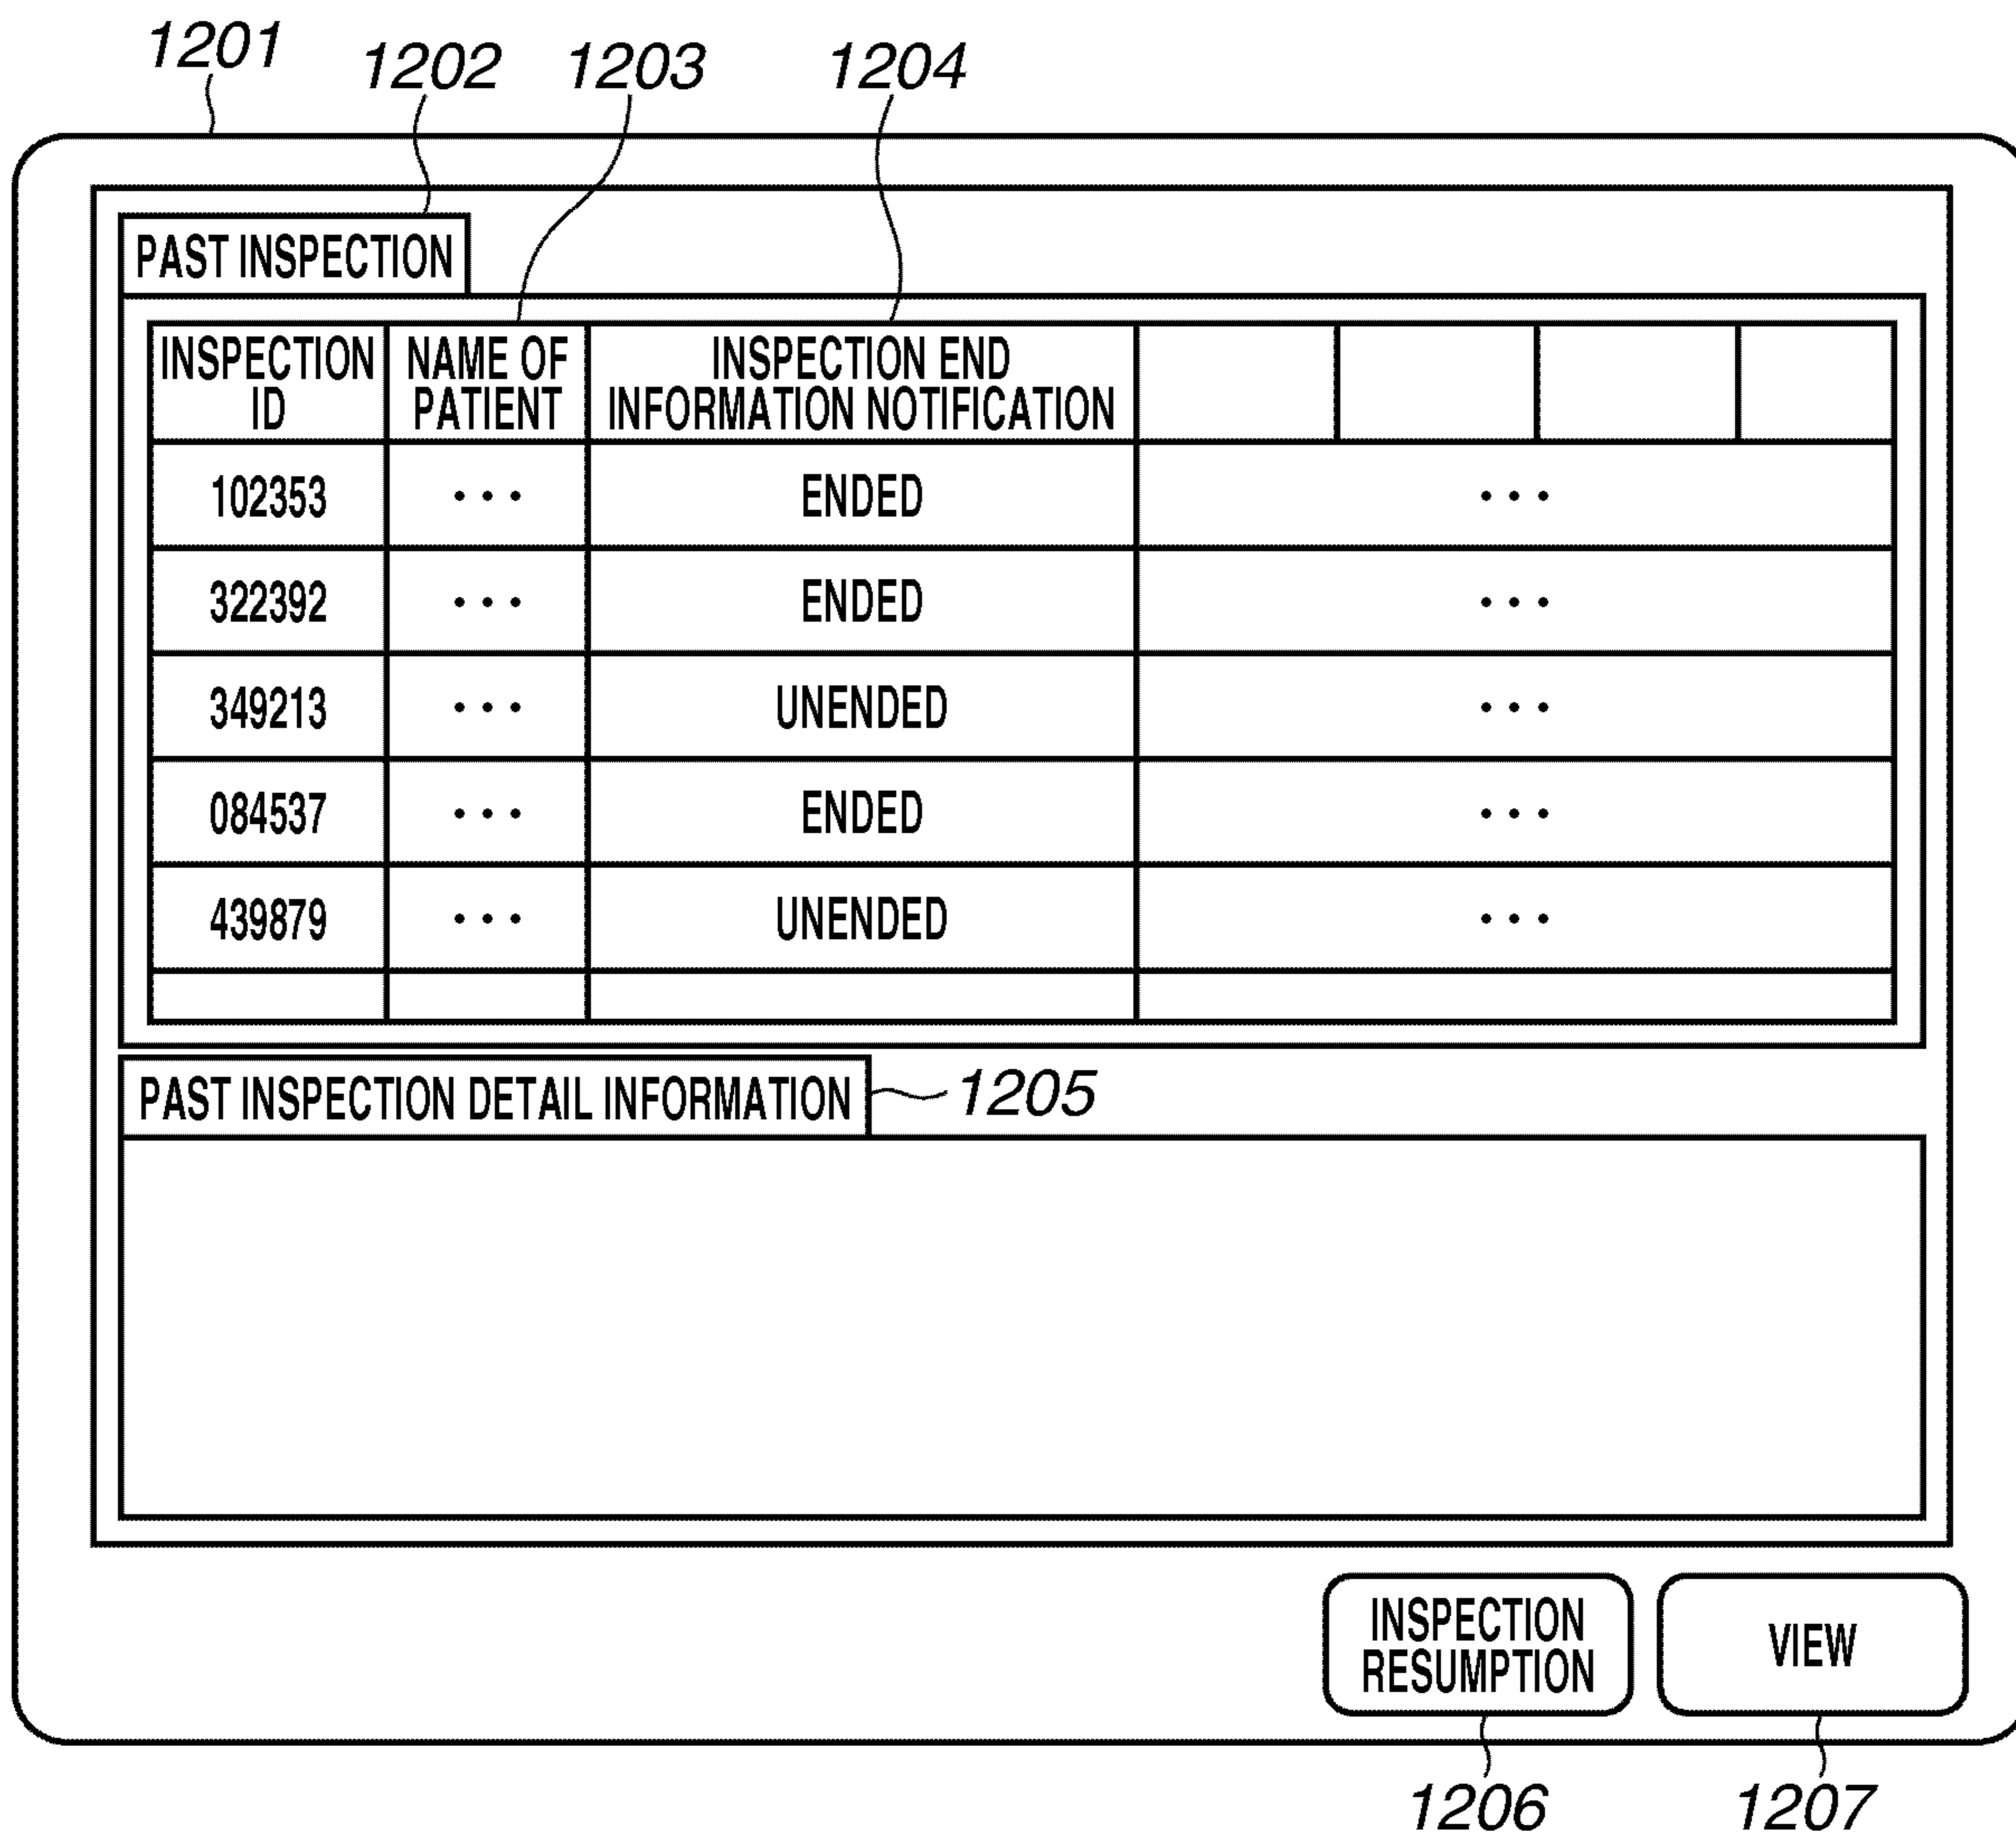 1201
1202
1203
1204
PAST INSPECTION
INSPECTION
ID
NAME OF
PATIENT
INSPECTION END
INFORMATION NOTIFICATION
102353 ••• ENDED •••
322392 ••• ENDED •••
349213 ••• UNENDED •••
084537 ••• ENDED •••
439879 ••• UNENDED •••
PAST INSPECTION DETAIL INFORMATION
1205
INSPECTION
RESUMPTION
VIEW
1206
1207